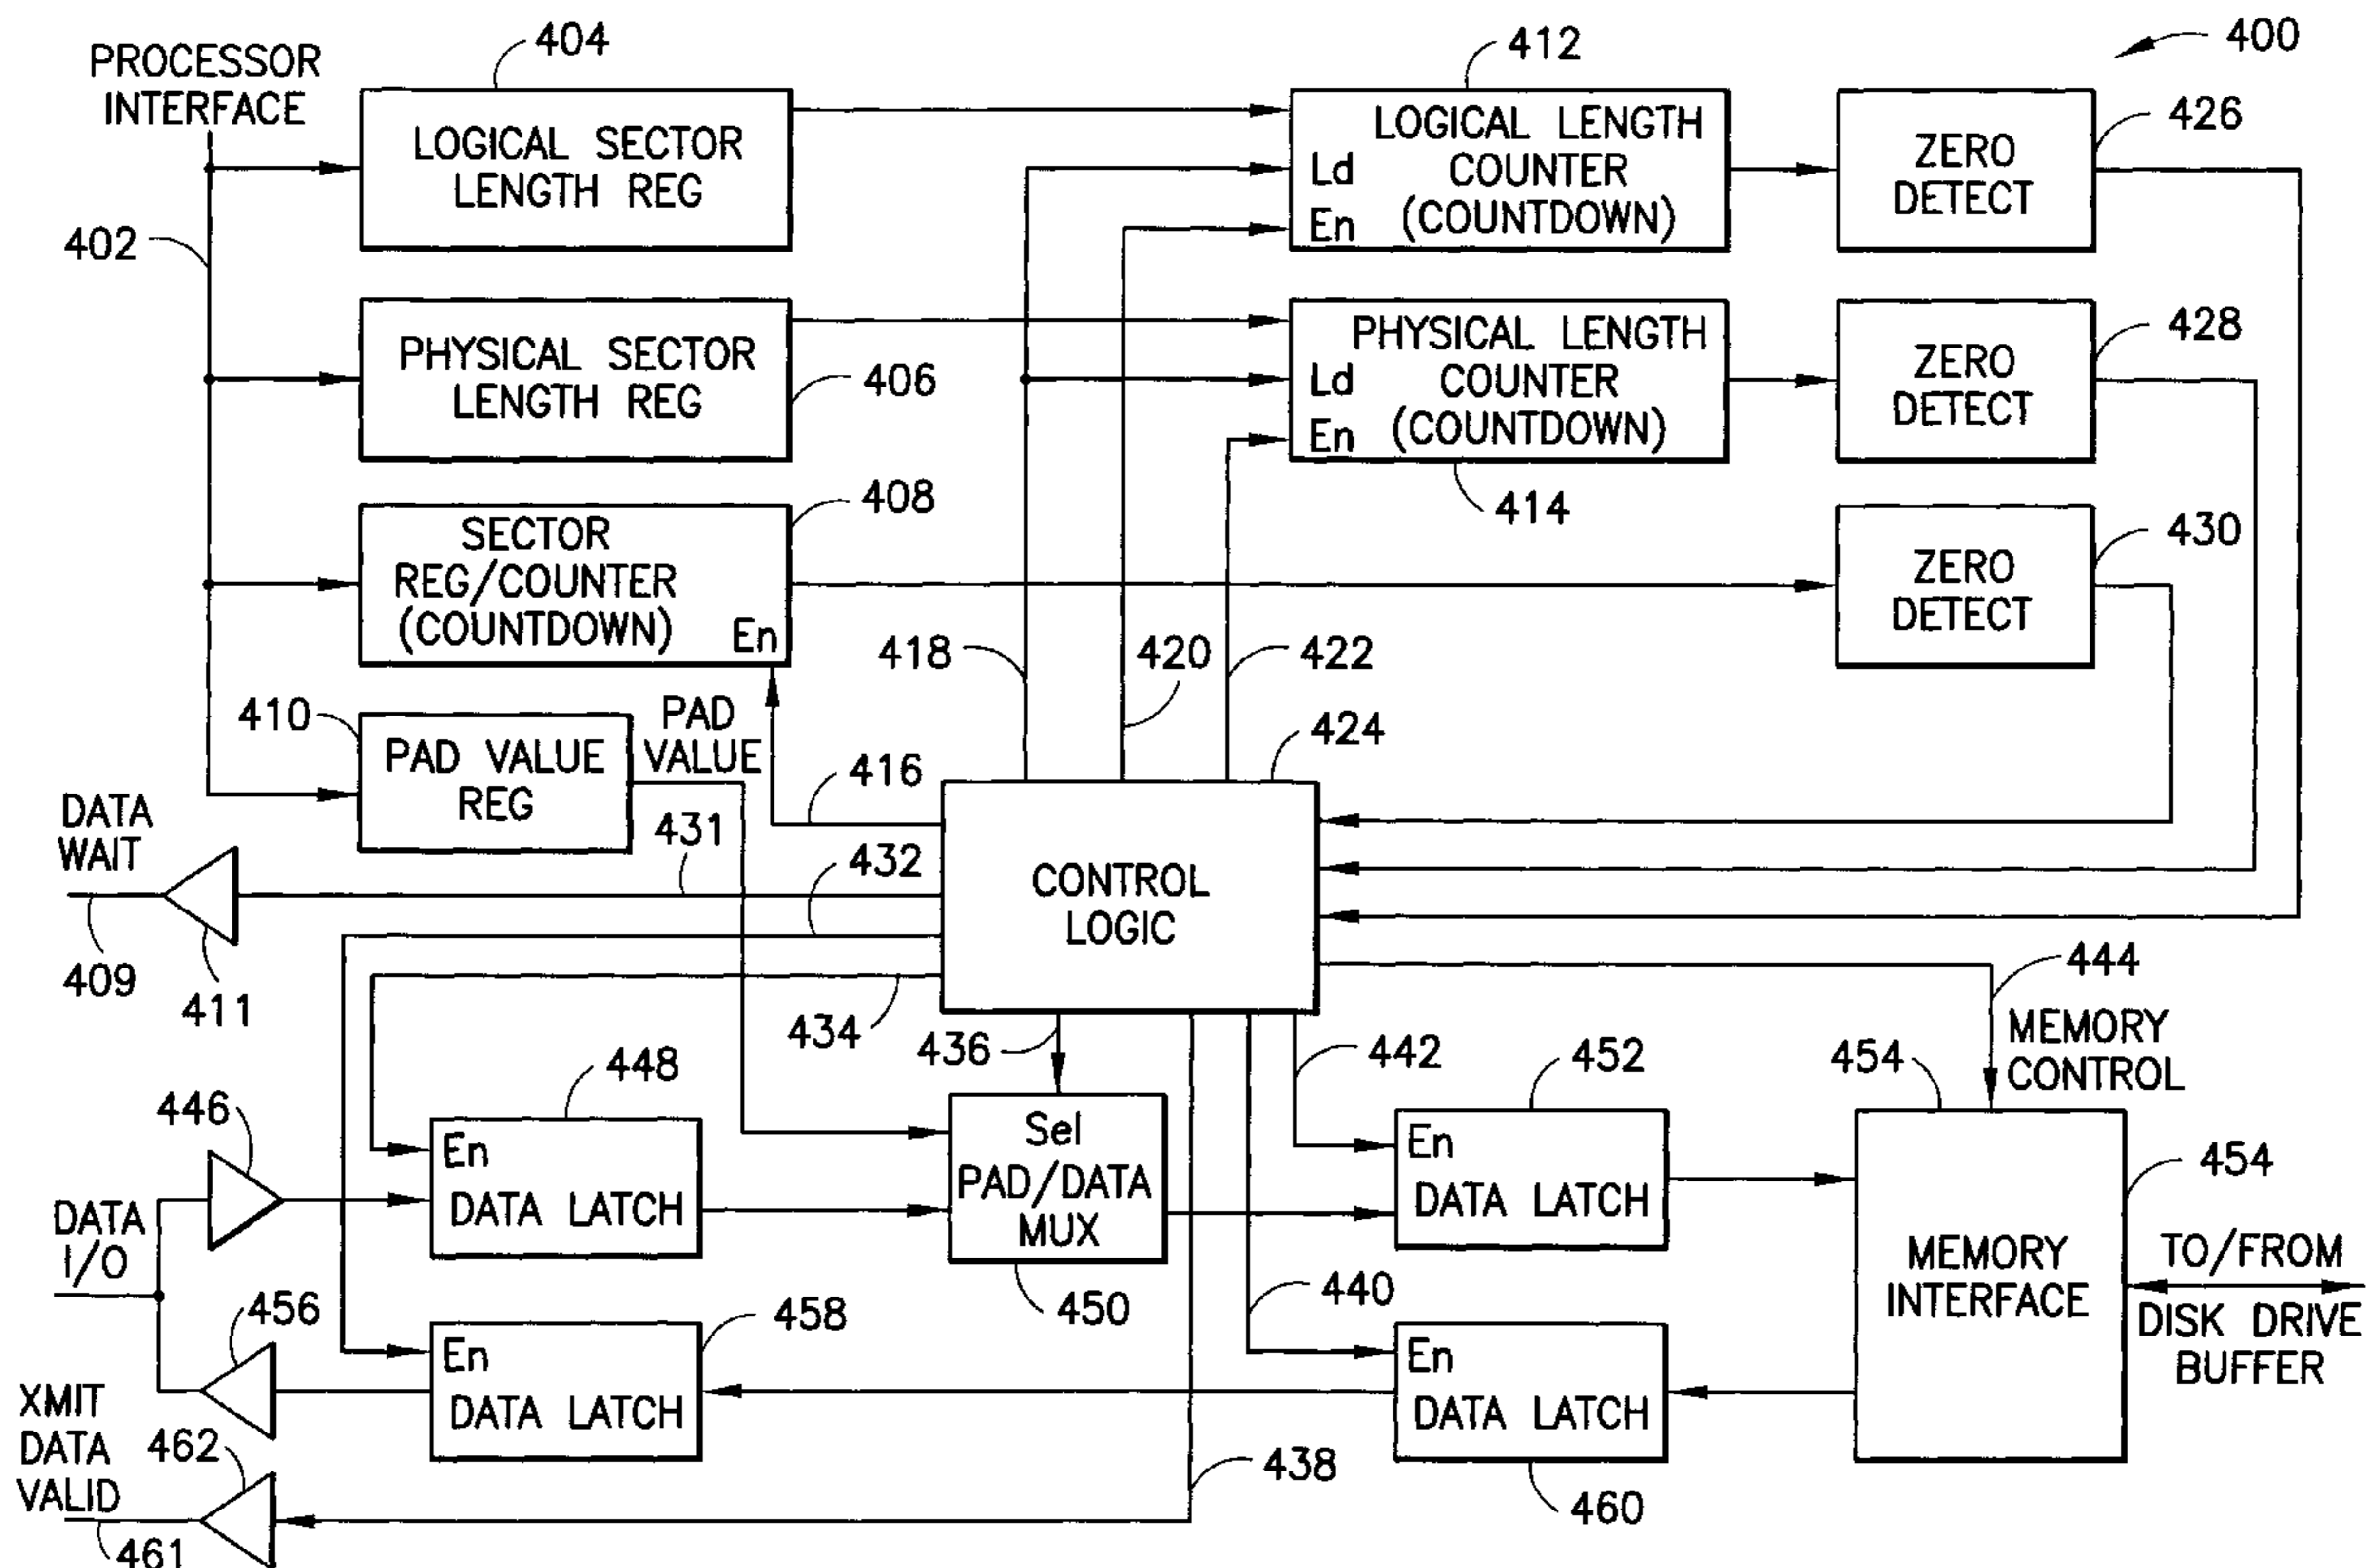 400
PROCESSOR
INTERFACE
402
404
LOGICAL SECTOR
LENGTH REG
412
LOGICAL LENGTH
COUNTER
(COUNTDOWN)
Ld
En
426
ZERO
DETECT
PHYSICAL SECTOR
LENGTH REG
406
PHYSICAL LENGTH
COUNTER
(COUNTDOWN)
Ld
En
414
428
ZERO
DETECT
408
SECTOR
REG/COUNTER
(COUNTDOWN)
En
430
ZERO
DETECT
418
420
422
424
410
PAD VALUE
REG
PAD
VALUE
416
431
432
DATA
WAIT
409
411
CONTROL
LOGIC
434
436
442
444
MEMORY
CONTROL
446
448
En
DATA LATCH
Sel
PAD/DATA
MUX
450
452
En
DATA LATCH
454
454
MEMORY
INTERFACE
TO/FROM
DISK DRIVE
BUFFER
DATA
I/O
456
458
En
DATA LATCH
440
En
DATA LATCH
460
XMIT
DATA
VALID
462
461
438